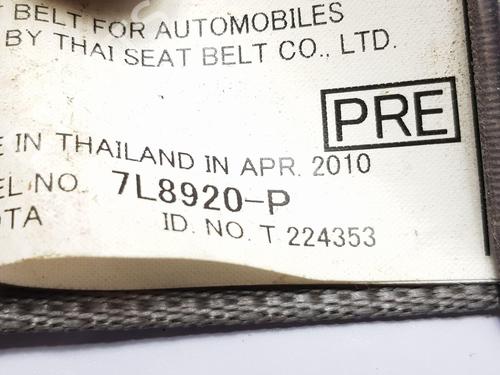 T BELT FOR AUTOMOBILES
BY THAI SEAT BELT CO., LTD.
PRE
E IN THAILAND IN APR. 2010
EL NO. 7L8920-P
OTA
ID. NO. T 224353